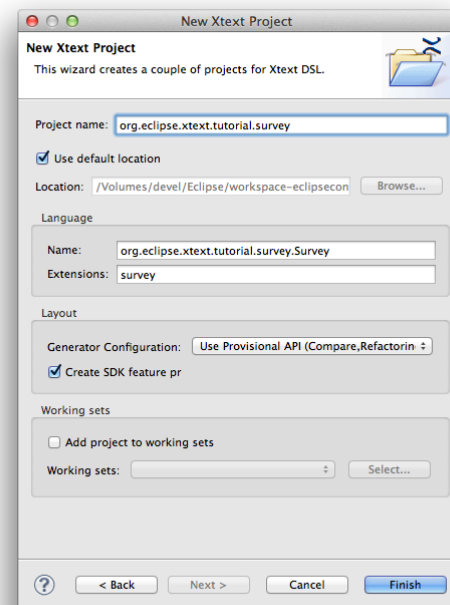 New Xtext Project
New Xtext Project
This wizard creates a couple of projects for Xtext DSL.
Project name: org.eclipse.xtext.tutorial.survey
Use default location
Location: /Volumes/devel/Eclipse/workspace-eclipsecon Browse...
Language
Name: org.eclipse.xtext.tutorial.survey.Survey
Extensions: survey
Layout
Generator Configuration: Use Provisional API (Compare,Refactorin
Create SDK feature pr
Working sets
Add project to working sets
Working sets: Select...
? < Back Next > Cancel Finish